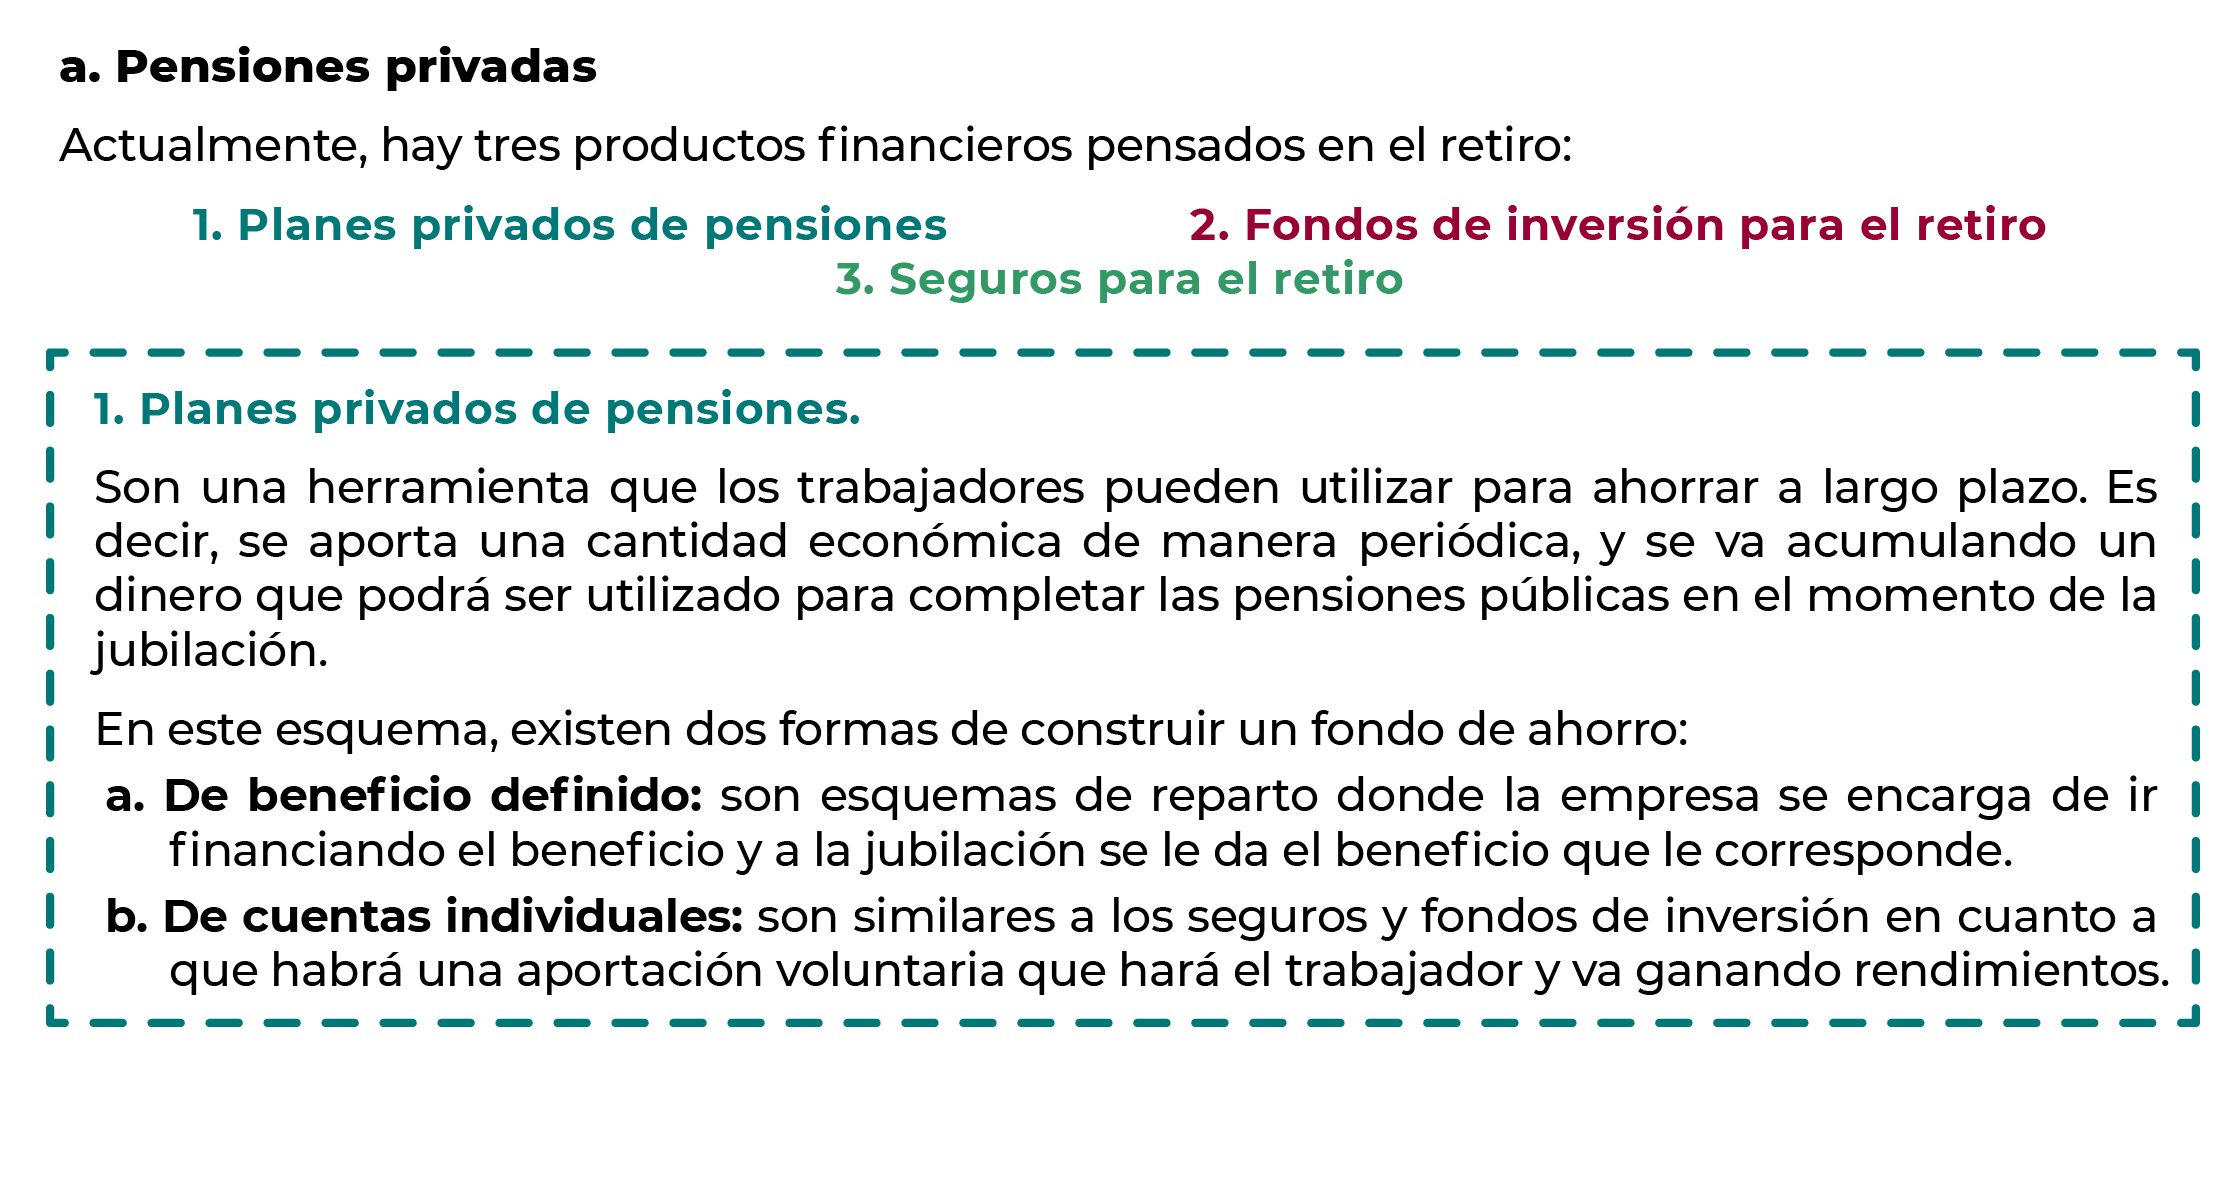 a. Pensiones privadas
Actualmente, hay tres productos financieros pensados en el retiro:
1. Planes privados de pensiones 2. Fondos de inversión para el retiro
3. Seguros para el retiro
1. Planes privados de pensiones.
Son una herramienta que los trabajadores pueden utilizar para ahorrar a largo plazo. Es
decir, se aporta una cantidad económica de manera periódica, y se va acumulando un
dinero que podrá ser utilizado para completar las pensiones públicas en el momento de la
jubilación.
En este esquema, existen dos formas de construir un fondo de ahorro:
a. De beneficio definido: son esquemas de reparto donde la empresa se encarga de ir
financiando el beneficio y a la jubilación se le da el beneficio que le corresponde.
b. De cuentas individuales: son similares a los seguros y fondos de inversión en cuanto a
que habrá una aportación voluntaria que hará el trabajador y va ganando rendimientos.